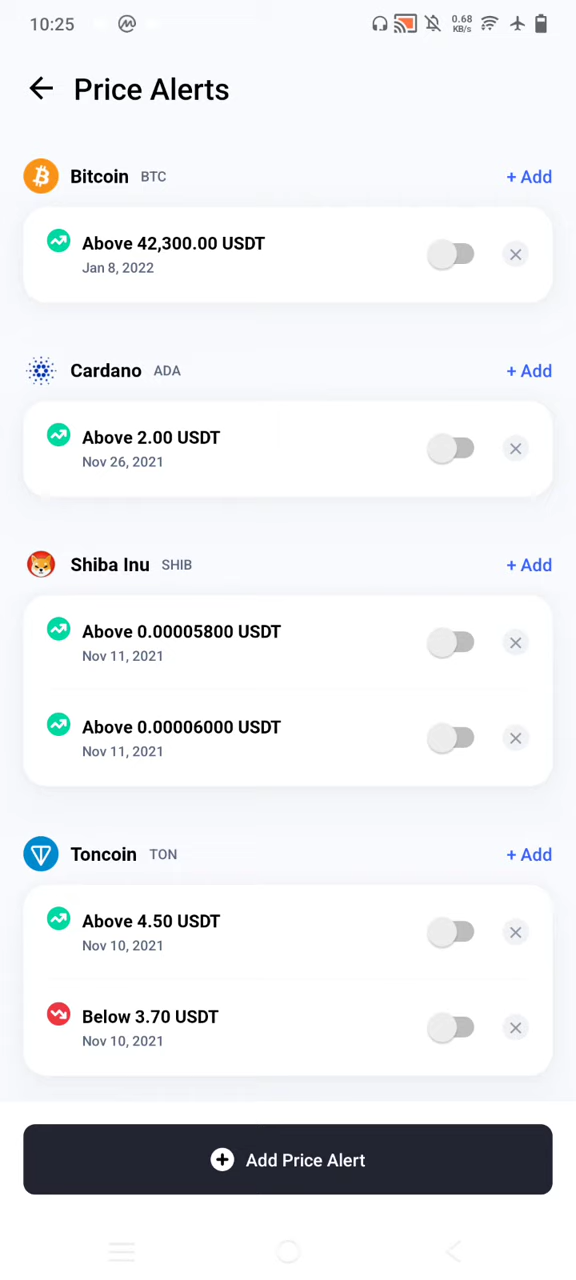 10:25
0.68
KB/s
Price Alerts
Bitcoin BTC + Add
Above 42,300.00 USDT
Jan 8, 2022
Cardano ADA + Add
Above 2.00 USDT
Nov 26, 2021
Shiba Inu SHIB + Add
Above 0.00005800 USDT
Nov 11, 2021
Above 0.00006000 USDT
Nov 11, 2021
Toncoin TON + Add
Above 4.50 USDT
Nov 10, 2021
Below 3.70 USDT
Nov 10, 2021
Add Price Alert